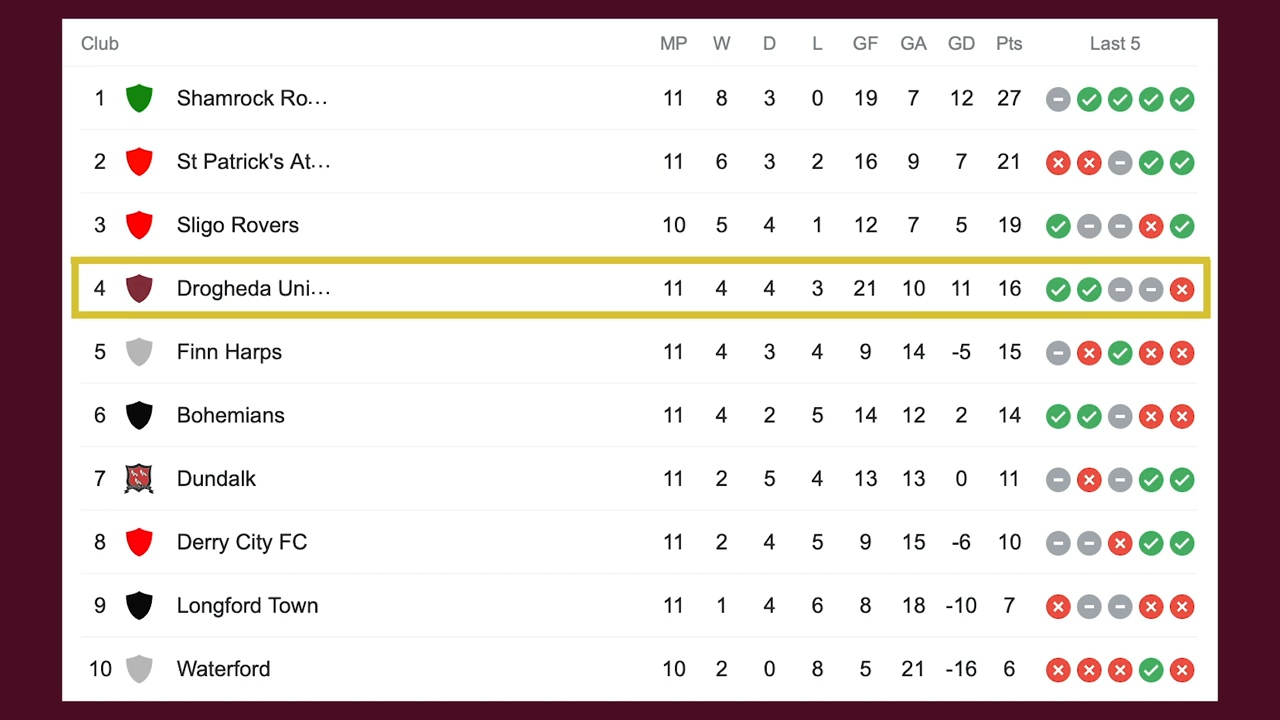 Club MP W D L GF GA GD Pts Last 5
1 Shamrock Ro... 11 8 3 0 19 7 12 27
2 St Patrick's At... 11 6 3 2 16 9 7 21
3 Sligo Rovers 10 5 4 1 12 7 5 19
4 Drogheda Uni... 11 4 4 3 21 10 11 16
5 Finn Harps 11 4 3 4 9 14 -5 15
6 Bohemians 11 4 2 5 14 12 2 14
7 Dundalk 11 2 5 4 13 13 0 11
8 Derry City FC 11 2 4 5 9 15 -6 10
9 Longford Town 11 1 4 6 8 18 -10 7
10 Waterford 10 2 0 8 5 21 -16 6